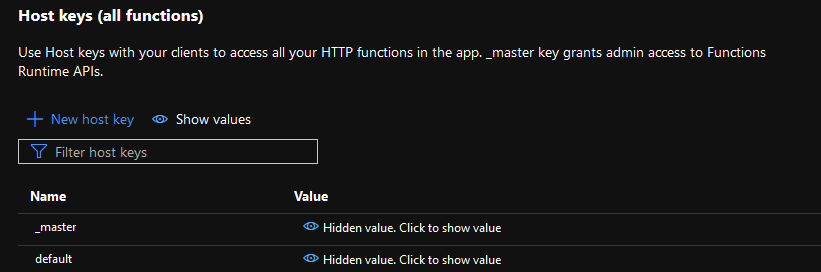 Host keys (all functions)
Use Host keys with your clients to access all your HTTP functions in the app. _master key grants admin access to Functions
Runtime APIs.
New host key Show values
Filter host keys
Name Value
_master Hidden value. Click to show value
default Hidden value. Click to show value